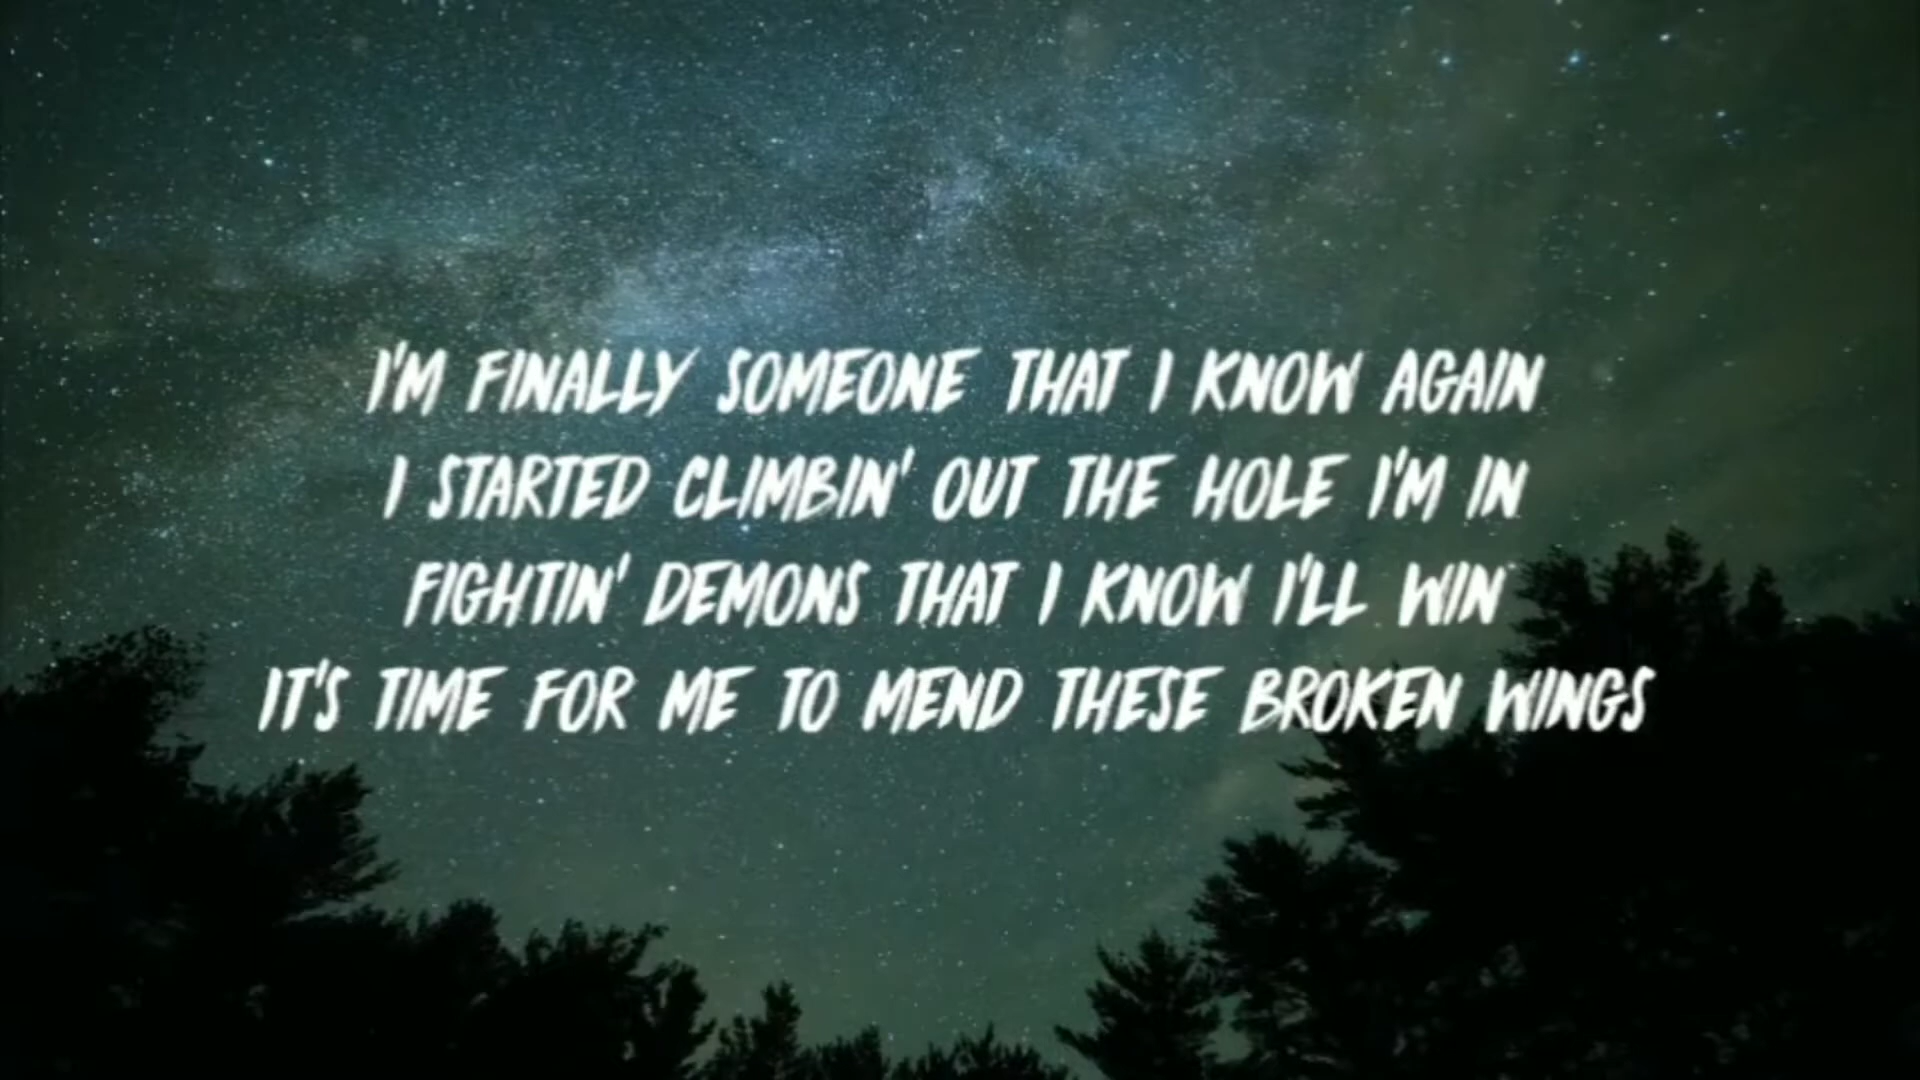 I'M FINALLY SOMEONE THAT I KNOW AGAIN
I STARTED CLIMBIN' OUT THE HOLE I'M IN
FIGHTIN' DEMONS THAT I KNOW I'LL WIN
IT'S TIME FOR ME TO MEND THESE BROKEN WINGS